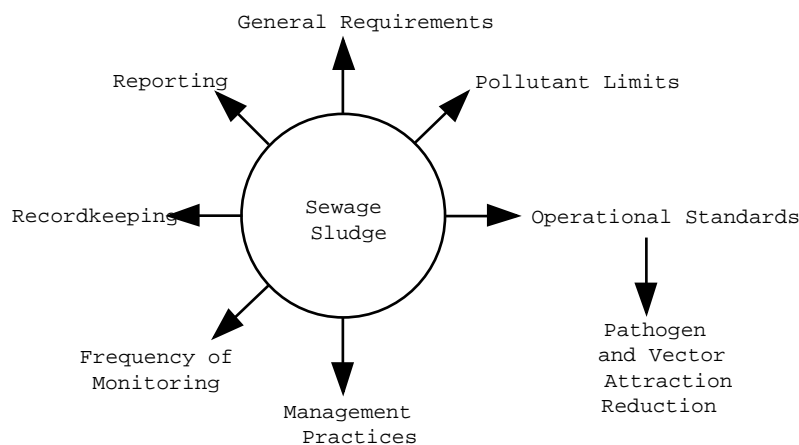 General Requirements
Reporting
Pollutant Limits
Recordkeeping
Sewage
Sludge
Operational Standards
Frequency of
Monitoring
Management
Practices
Pathogen
and Vector
Attraction
Reduction